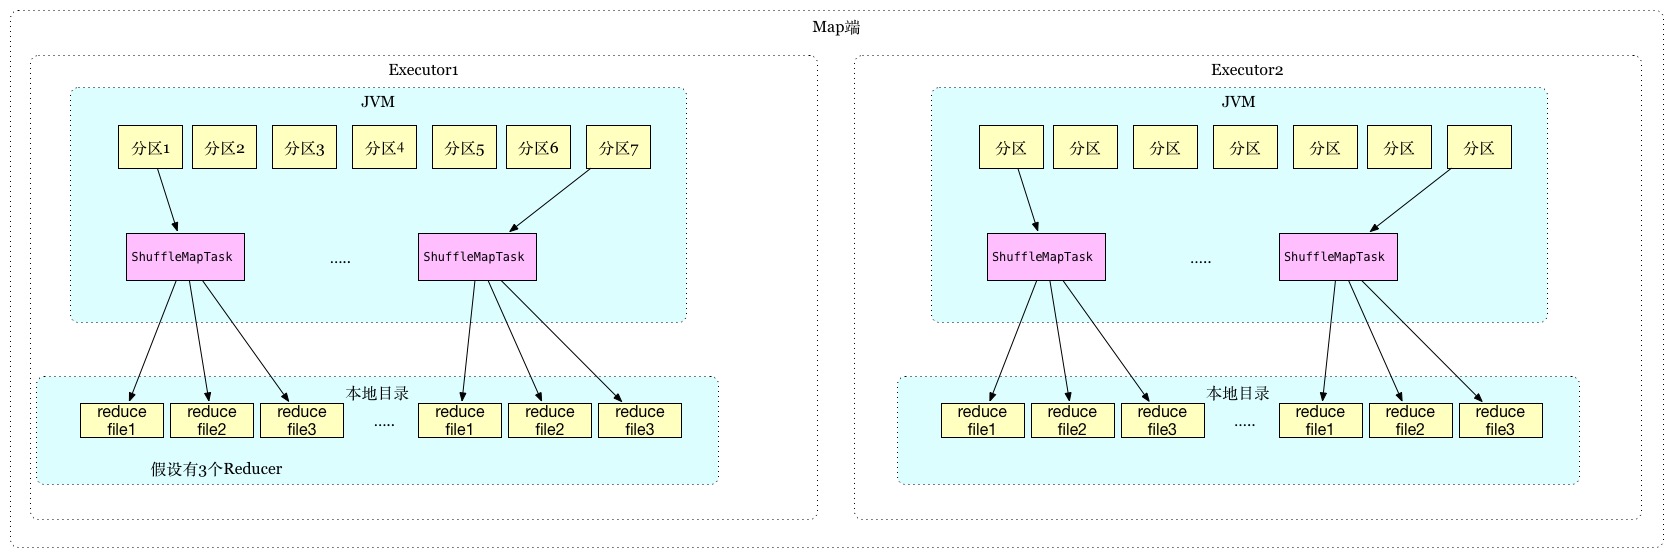 Map端
Executor1
JVM
分区1
分区2
分区3
分区4
分区5
分区6
分区7
ShuffleMapTask
.....
ShuffleMapTask
本地目录
reduce
file1
reduce
file2
reduce
file3
.....
reduce
file1
reduce
file2
reduce
file3
假设有3个Reducer
Executor2
JVM
分区
分区
分区
分区
分区
分区
分区
ShuffleMapTask
.....
ShuffleMapTask
本地目录
reduce
file1
reduce
file2
reduce
file3
.....
reduce
file1
reduce
file2
reduce
file3